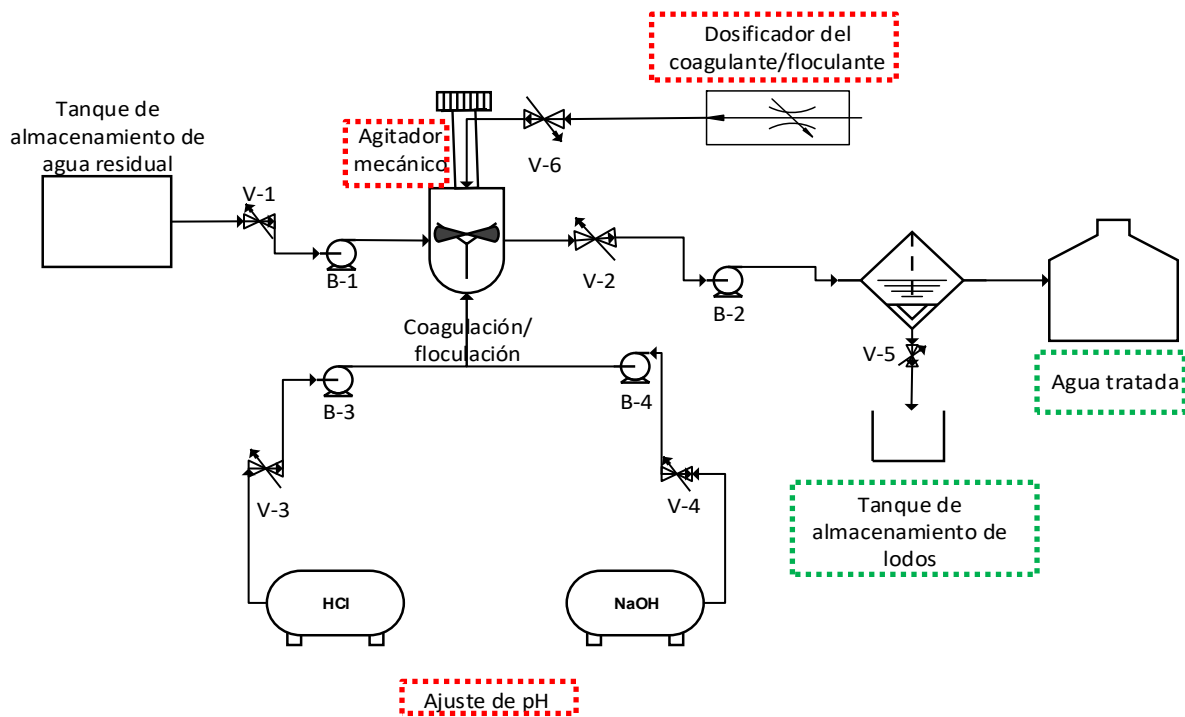 Dosificador del
coagulante/floculante
Tanque de
almacenamiento de
agua residual
Agitador
mecánico
V-6
V-1
B-1
V-2
B-2
Coagulación/
floculación
V-5
Agua tratada
B-3
B-4
V-3
V-4
Tanque de
almacenamiento de
lodos
HCl
NaOH
Ajuste de pH